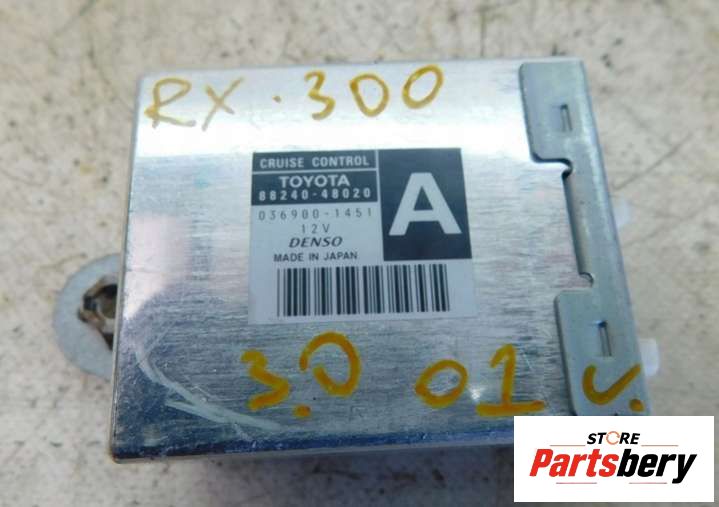 RX · 300
CRUISE CONTROL
TOYOTA
88240-48020
036900-1451
12V
DENSO
MADE IN JAPAN
A
3.0 01 г.
STORE
Partsbery